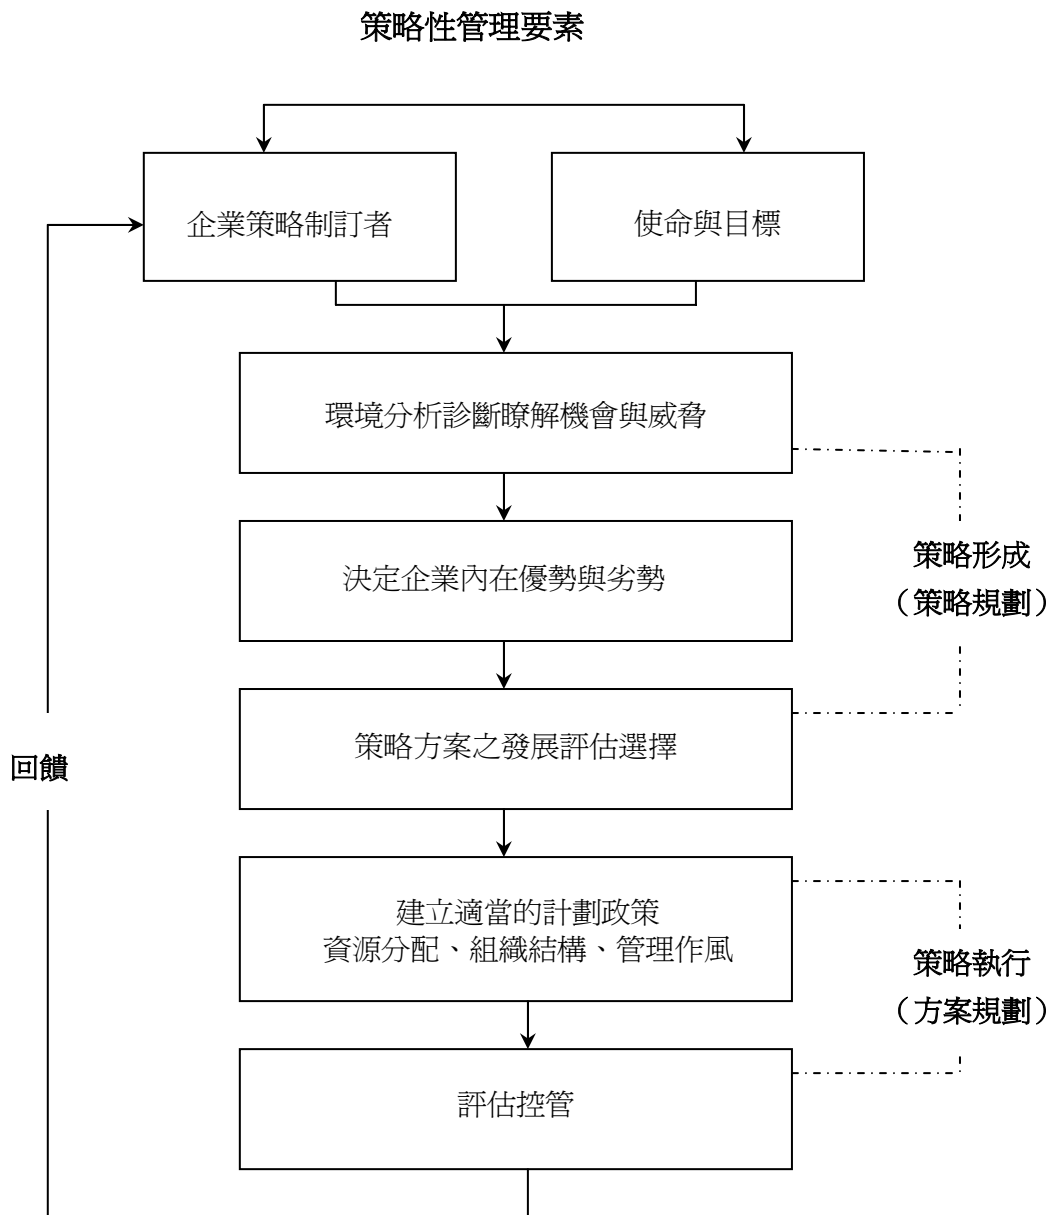 策略性管理要素
企業策略制訂者
使命與目標
環境分析診斷瞭解機會與威脅
決定企業內在優勢與劣勢
策略形成
（策略規劃）
策略方案之發展評估選擇
回饋
建立適當的計劃政策
資源分配、組織結構、管理作風
策略執行
（方案規劃）
評估控管